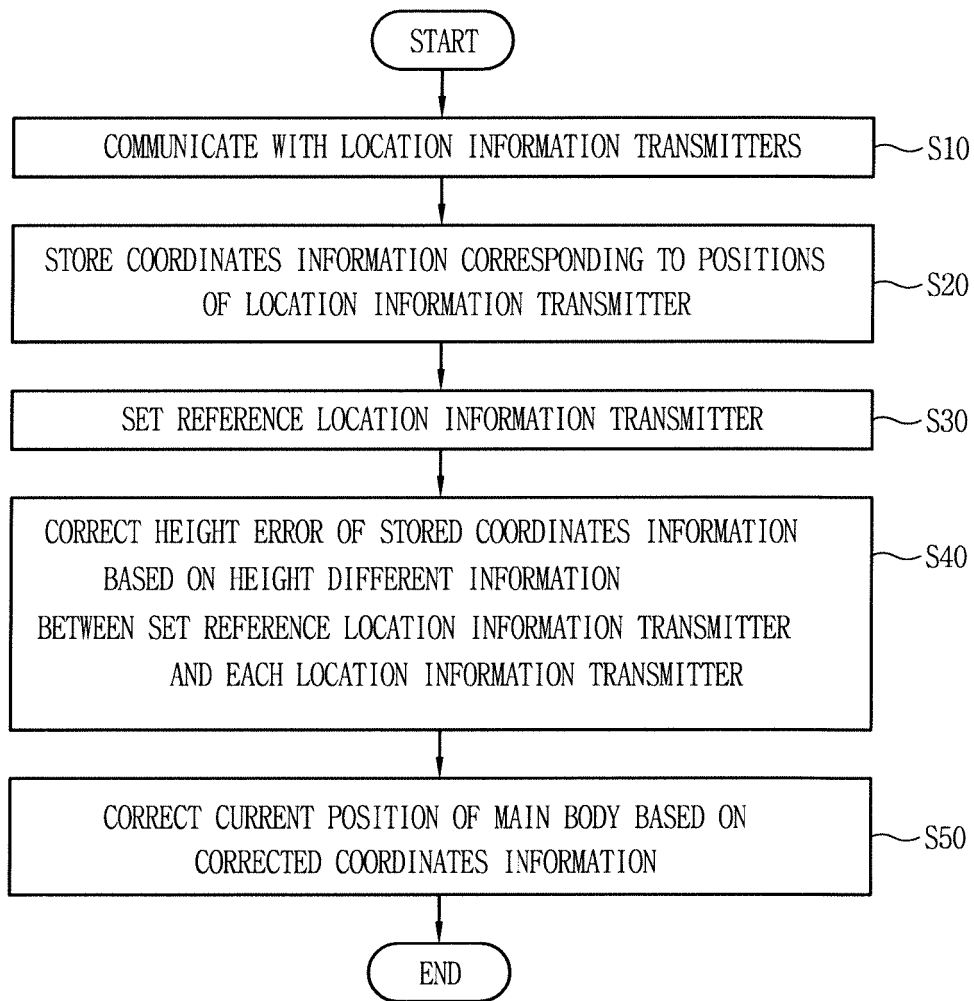 START
COMMUNICATE WITH LOCATION INFORMATION TRANSMITTERS
S10
STORE COORDINATES INFORMATION CORRESPONDING TO POSITIONS
OF LOCATION INFORMATION TRANSMITTER
S20
SET REFERENCE LOCATION INFORMATION TRANSMITTER
S30
CORRECT HEIGHT ERROR OF STORED COORDINATES INFORMATION
BASED ON HEIGHT DIFFERENT INFORMATION
BETWEEN SET REFERENCE LOCATION INFORMATION TRANSMITTER
AND EACH LOCATION INFORMATION TRANSMITTER
S40
CORRECT CURRENT POSITION OF MAIN BODY BASED ON
CORRECTED COORDINATES INFORMATION
S50
END